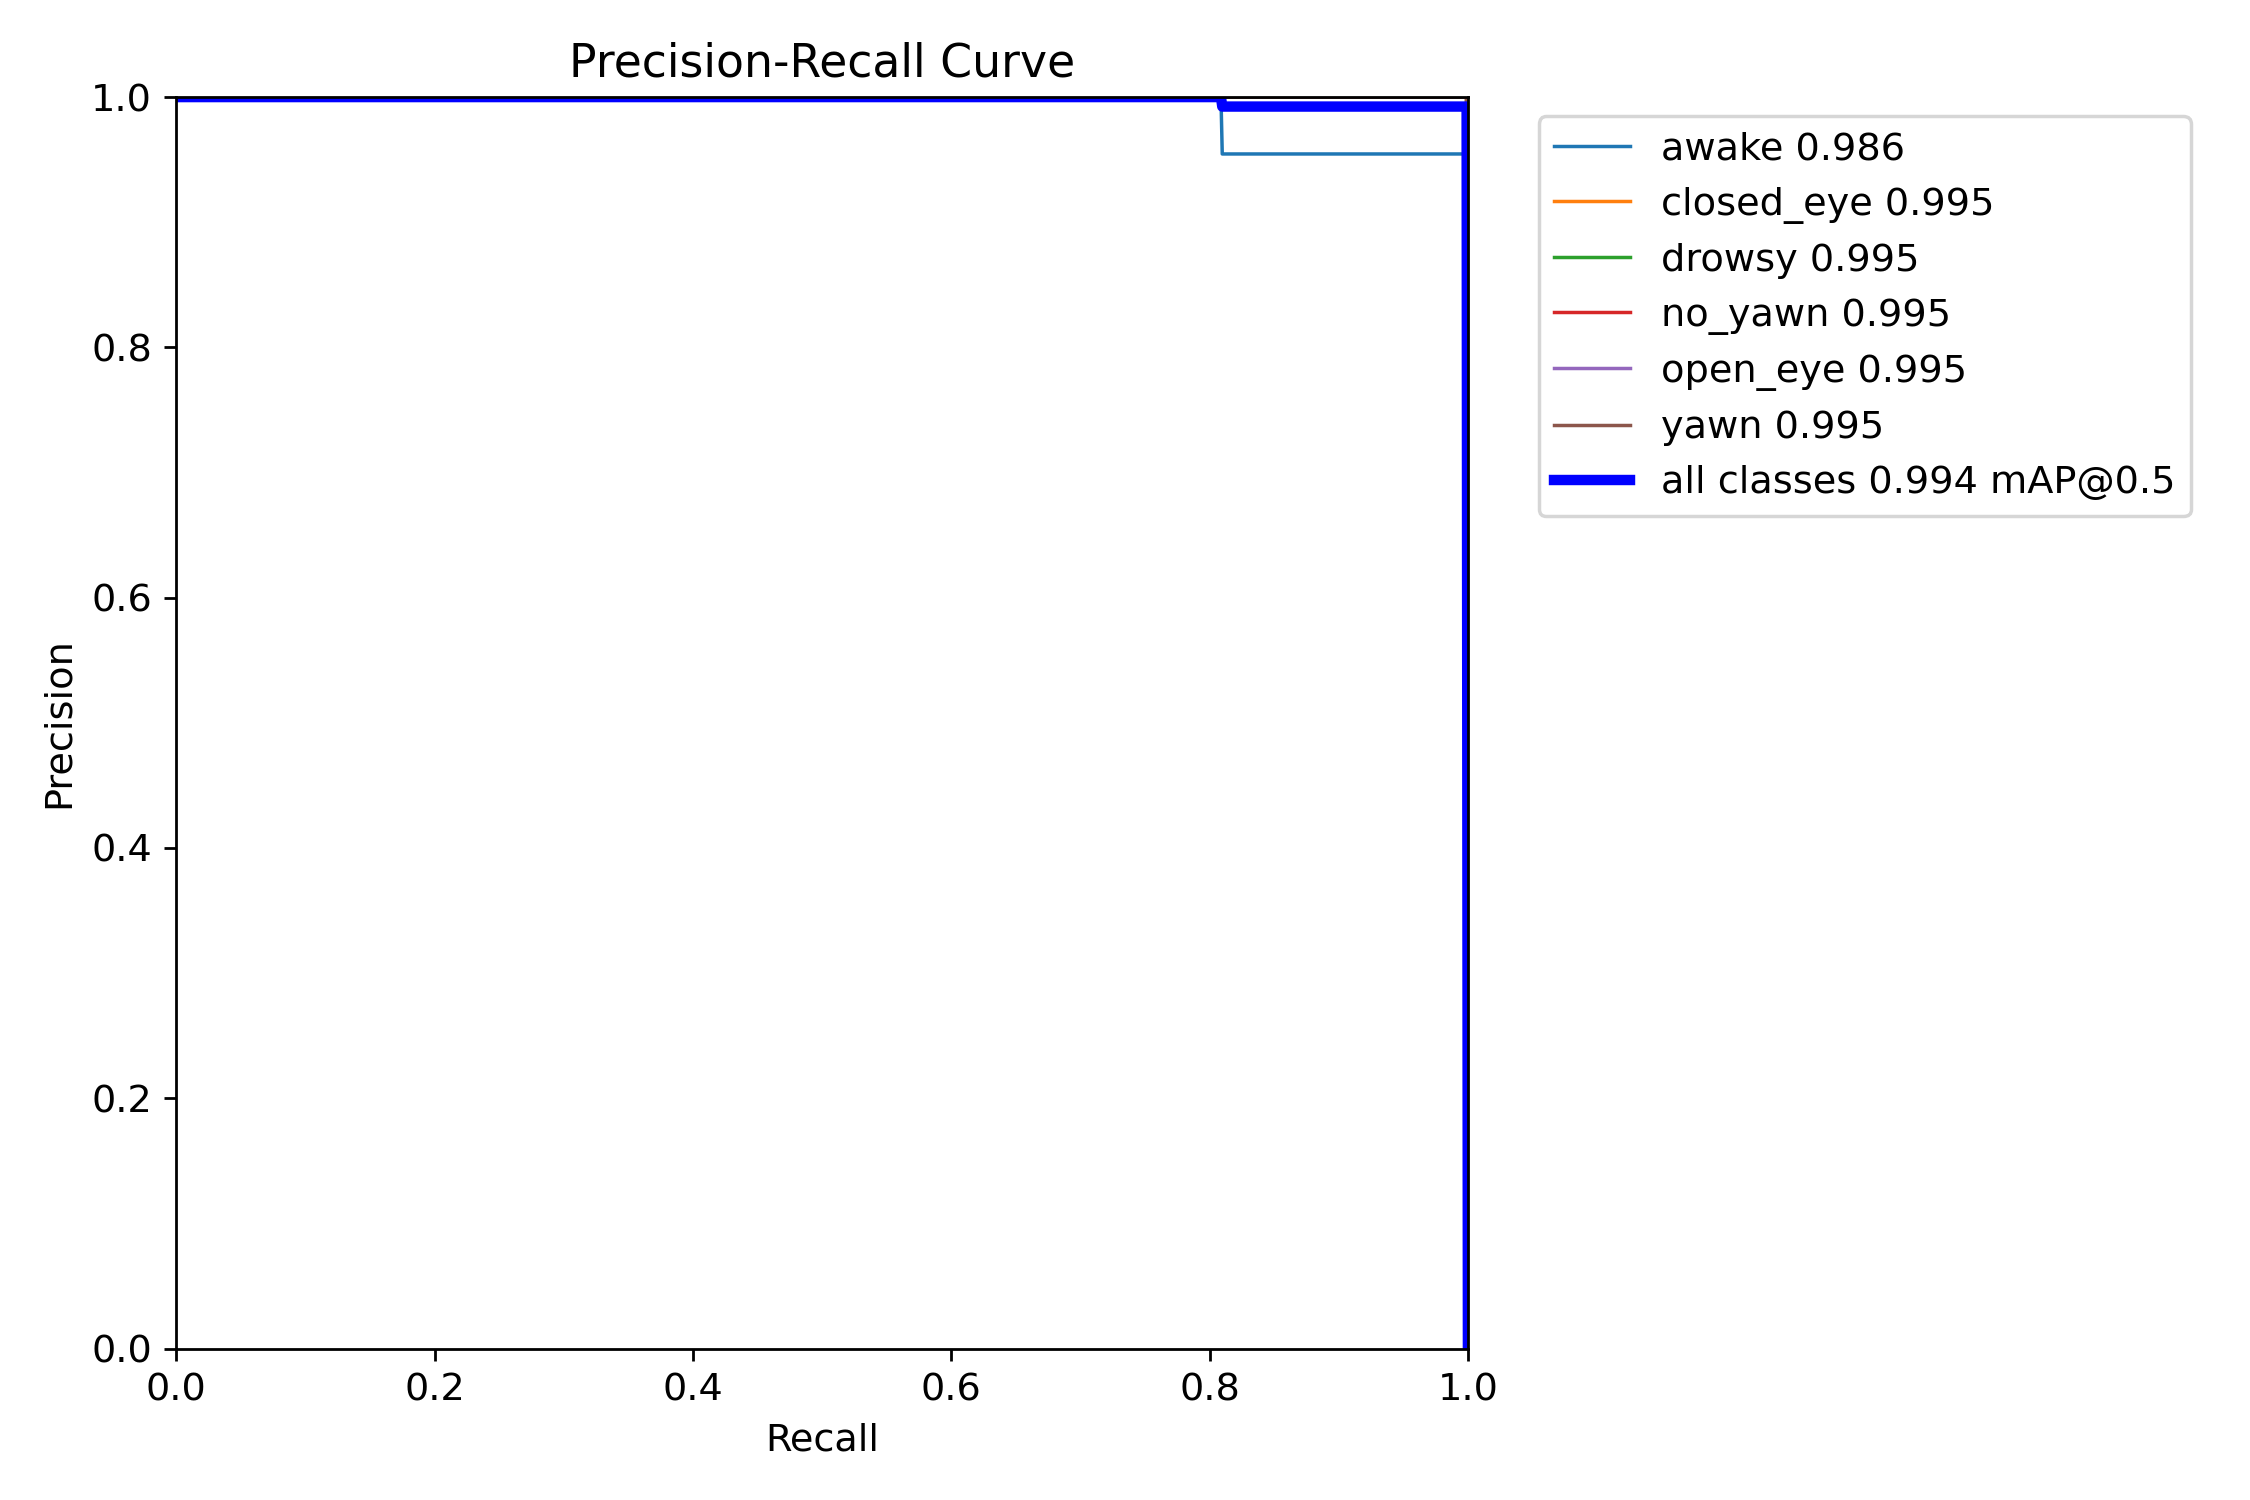 Precision-Recall Curve
1.0
0.8
0.6
0.4
0.2
0.0
Precision
0.0 0.2 0.4 0.6 0.8 1.0
Recall
awake 0.986
closed_eye 0.995
drowsy 0.995
no_yawn 0.995
open_eye 0.995
yawn 0.995
all classes 0.994 mAP@0.5